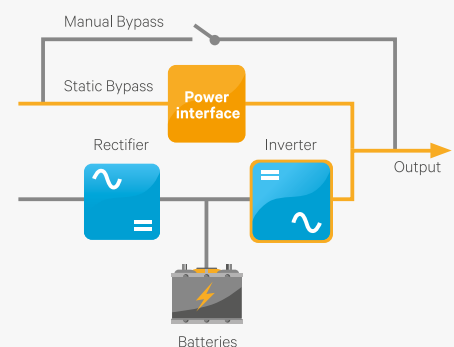 Manual Bypass
Static Bypass
Power
interface
Rectifier
Inverter
Output
Batteries